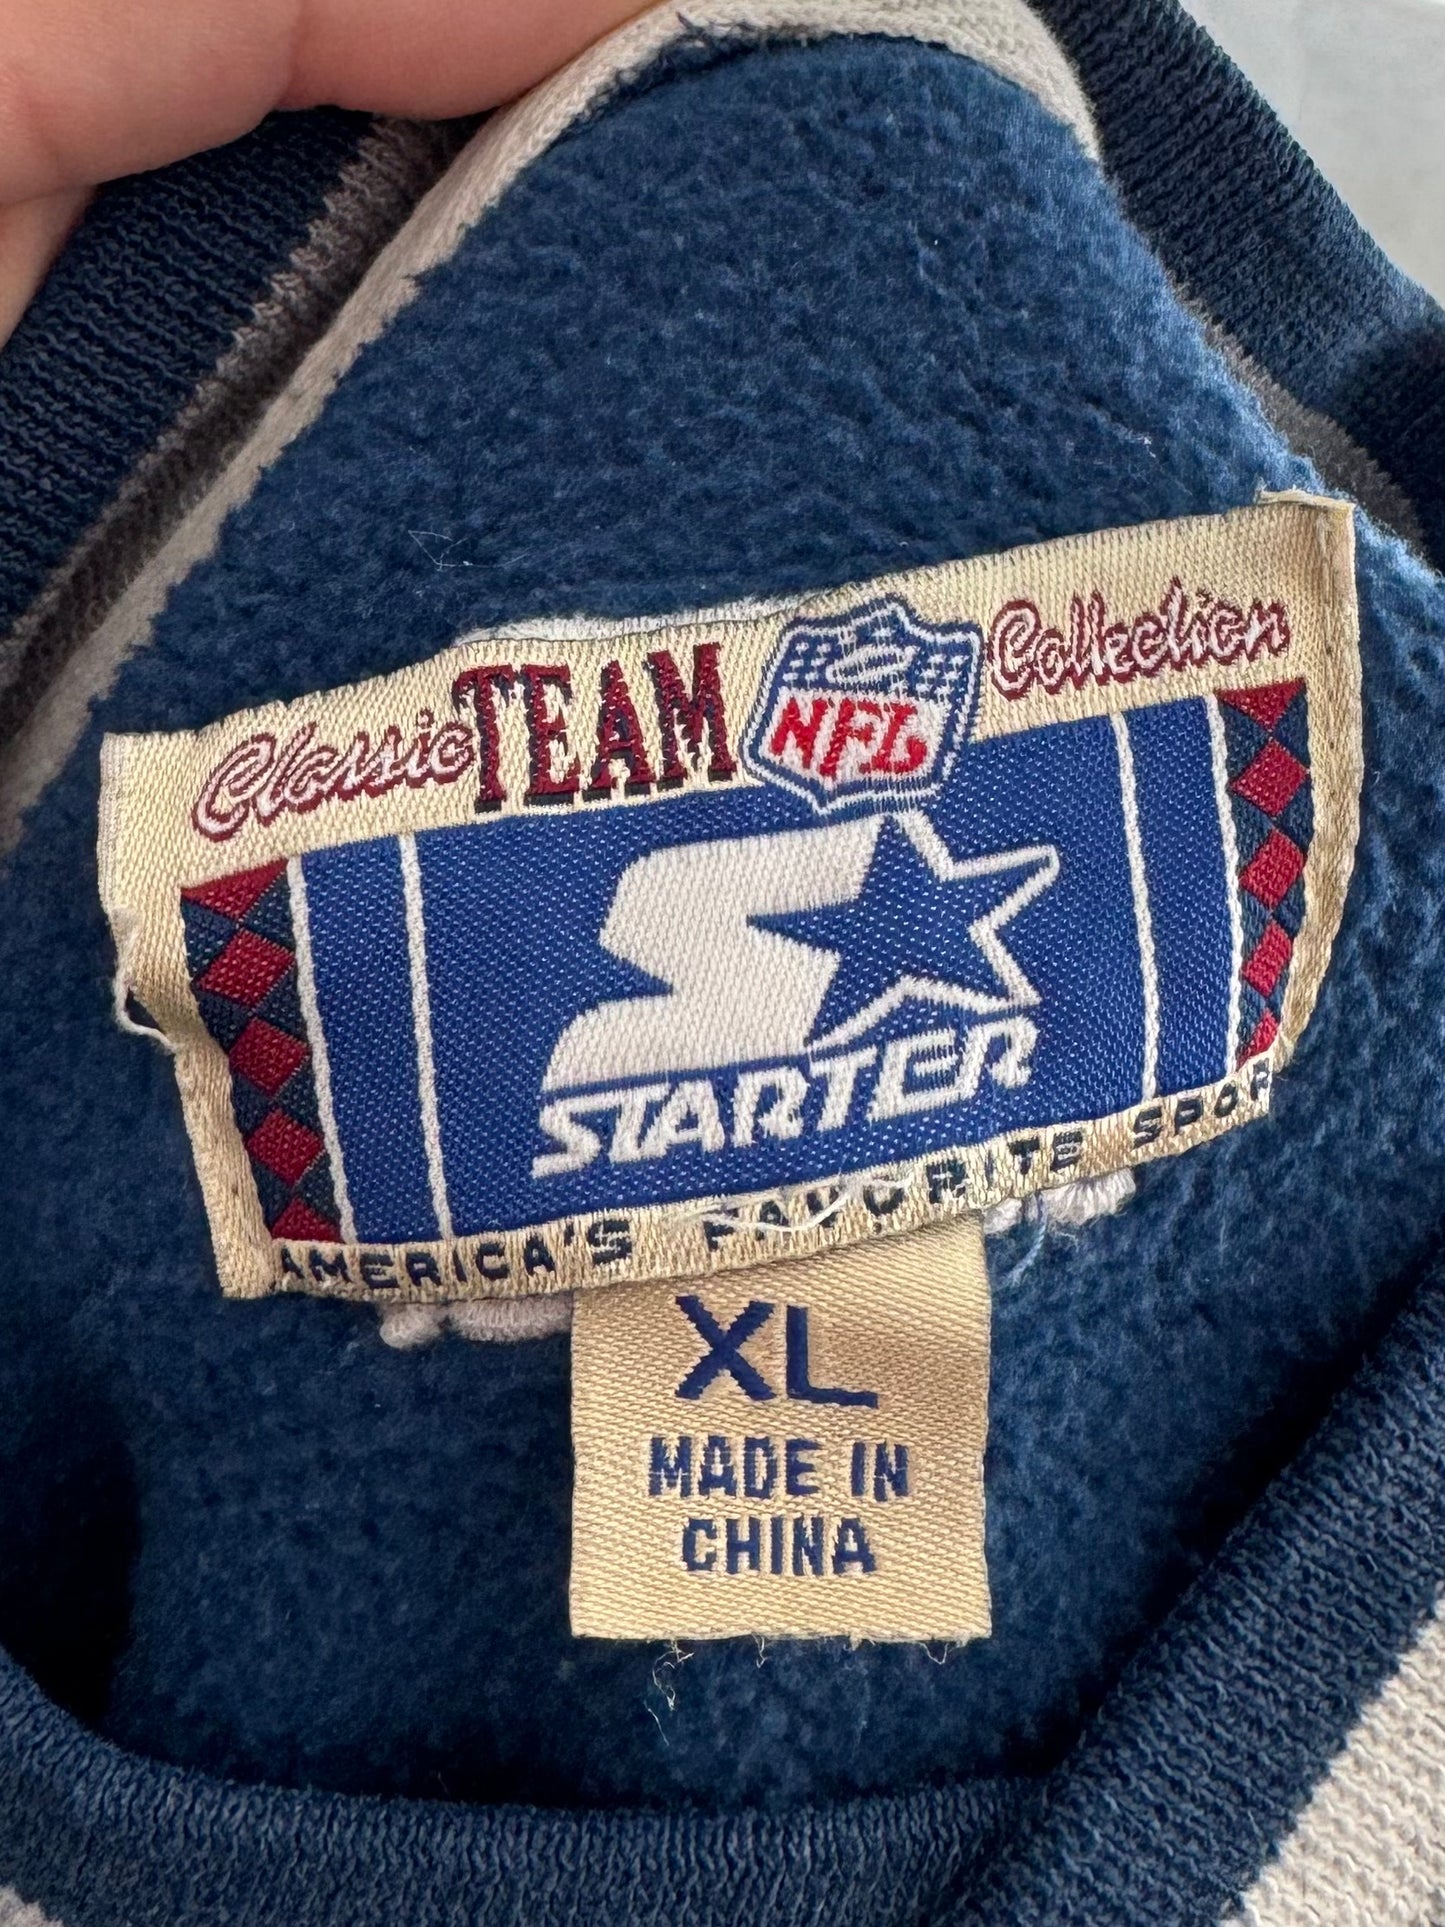 Classic TEAM NFL Collection
STARTER
AMERICA'S FAVORITE SPOR
XL
MADE IN
CHINA